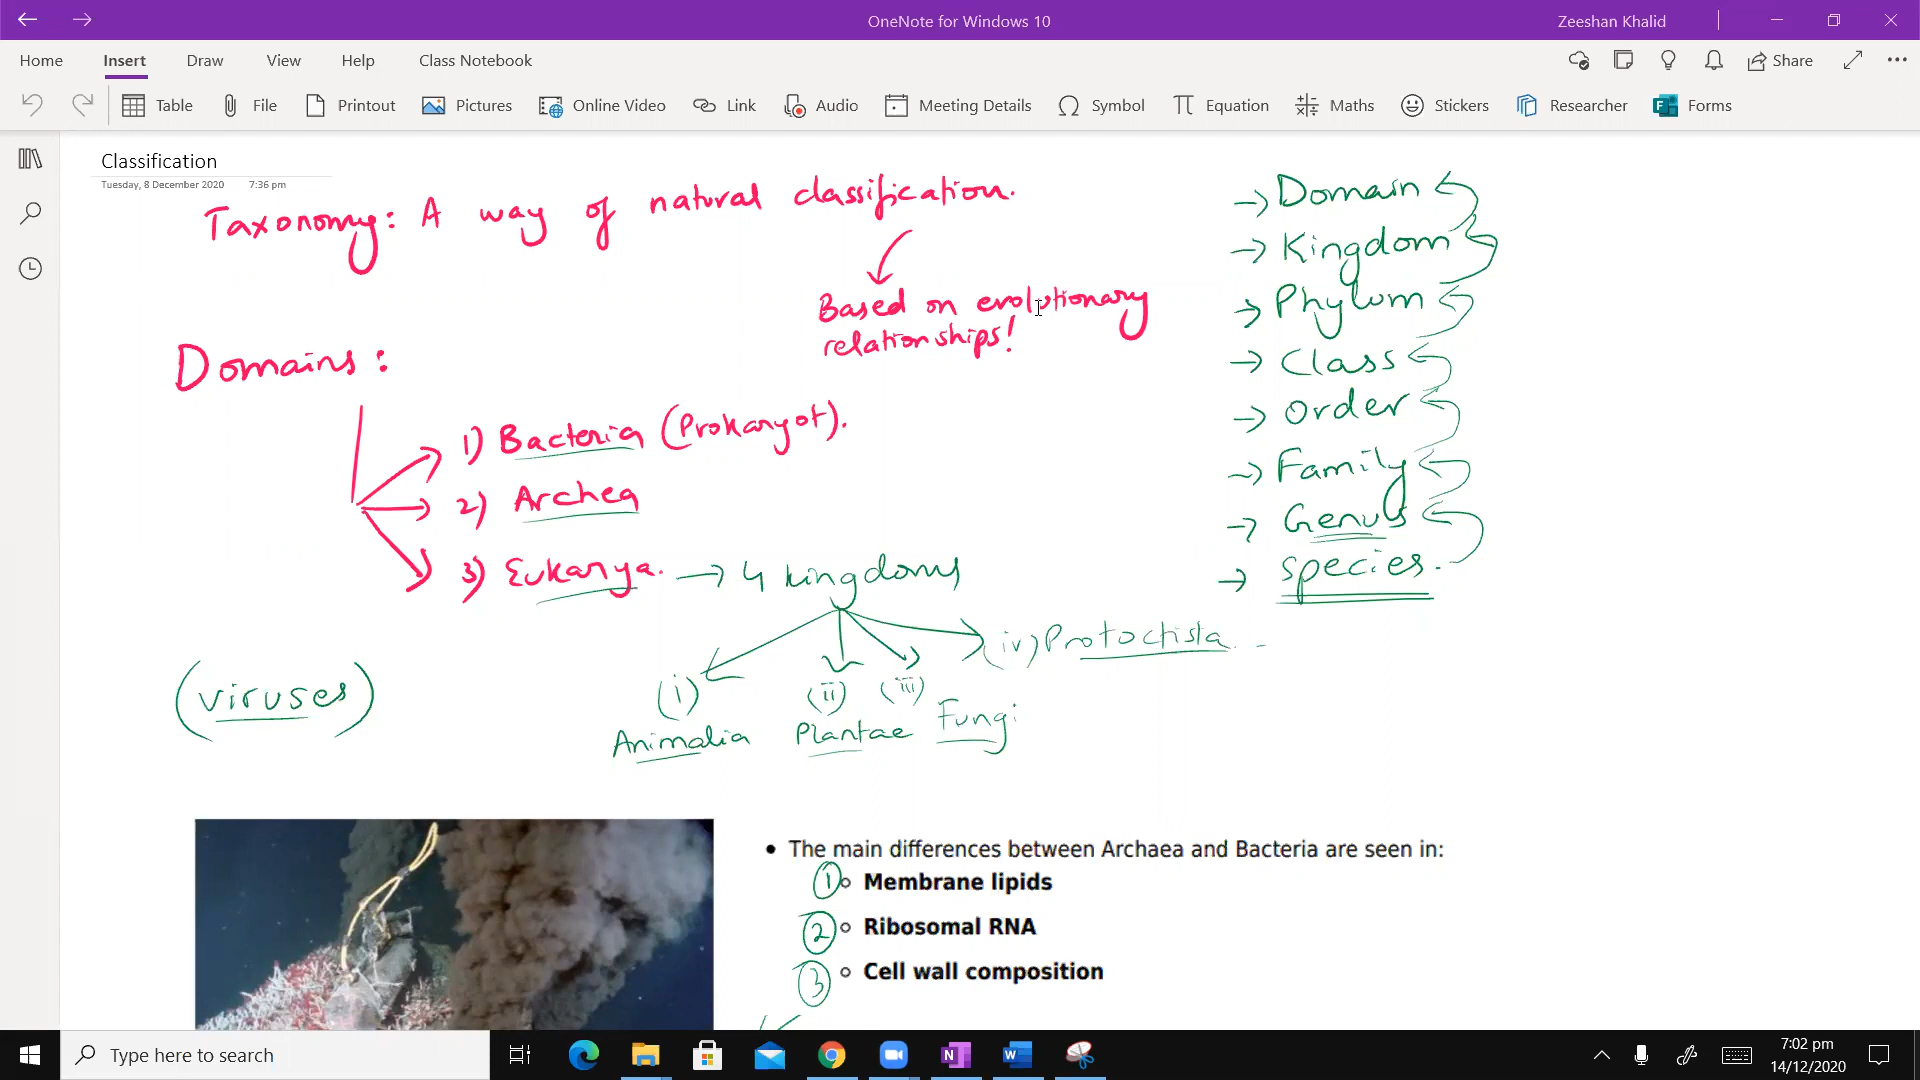 OneNote for Windows 10
Zeeshan Khalid
Home Insert Draw View Help Class Notebook Share
Table File Printout Pictures Online Video Link Audio Meeting Details Symbol Equation Maths Stickers Researcher Forms
Classification
Tuesday, 8 December 2020 7:36 pm
Taxonomy: A way of natural classification.
Based on evolutionary
relationships!
Domains:
1) Bacteria (Prokaryot).
2) Archea
3) Eukarya. → 4 kingdoms
(i) (ii) (iii) (iv) Protoctista
Animalia Plantae Fungi
(viruses)
→ Domain
→ Kingdom
→ Phylum
→ Class
→ Order
→ Family
→ Genus
→ species.
• The main differences between Archaea and Bacteria are seen in:
① Membrane lipids
② Ribosomal RNA
③ Cell wall composition
Type here to search
7:02 pm
14/12/2020